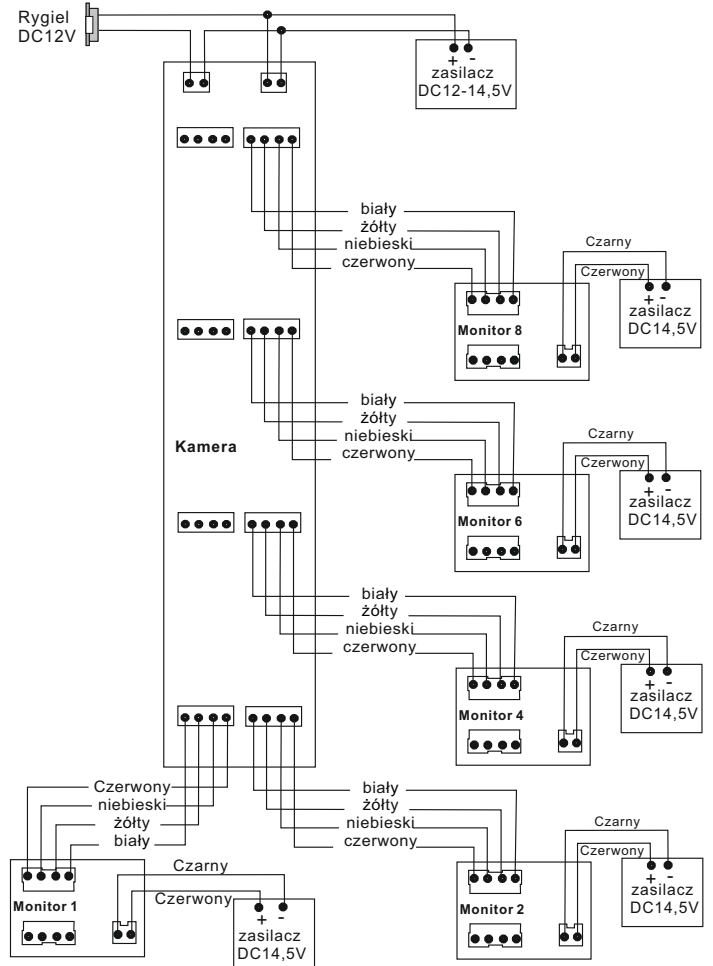 Rygiel
DC12V
+ -
zasilacz
DC12-14,5V
biały
żółty
niebieski
czerwony
Czarny
Czerwony
+ -
zasilacz
DC14,5V
Monitor 8
biały
żółty
niebieski
czerwony
Czarny
Czerwony
+ -
zasilacz
DC14,5V
Monitor 6
Kamera
biały
żółty
niebieski
czerwony
Czarny
Czerwony
+ -
zasilacz
DC14,5V
Monitor 4
Czerwony
niebieski
żółty
biały
biały
żółty
niebieski
czerwony
Czarny
Czerwony
+ -
zasilacz
DC14,5V
Monitor 2
Czarny
Czerwony
Monitor 1
+ -
zasilacz
DC14,5V